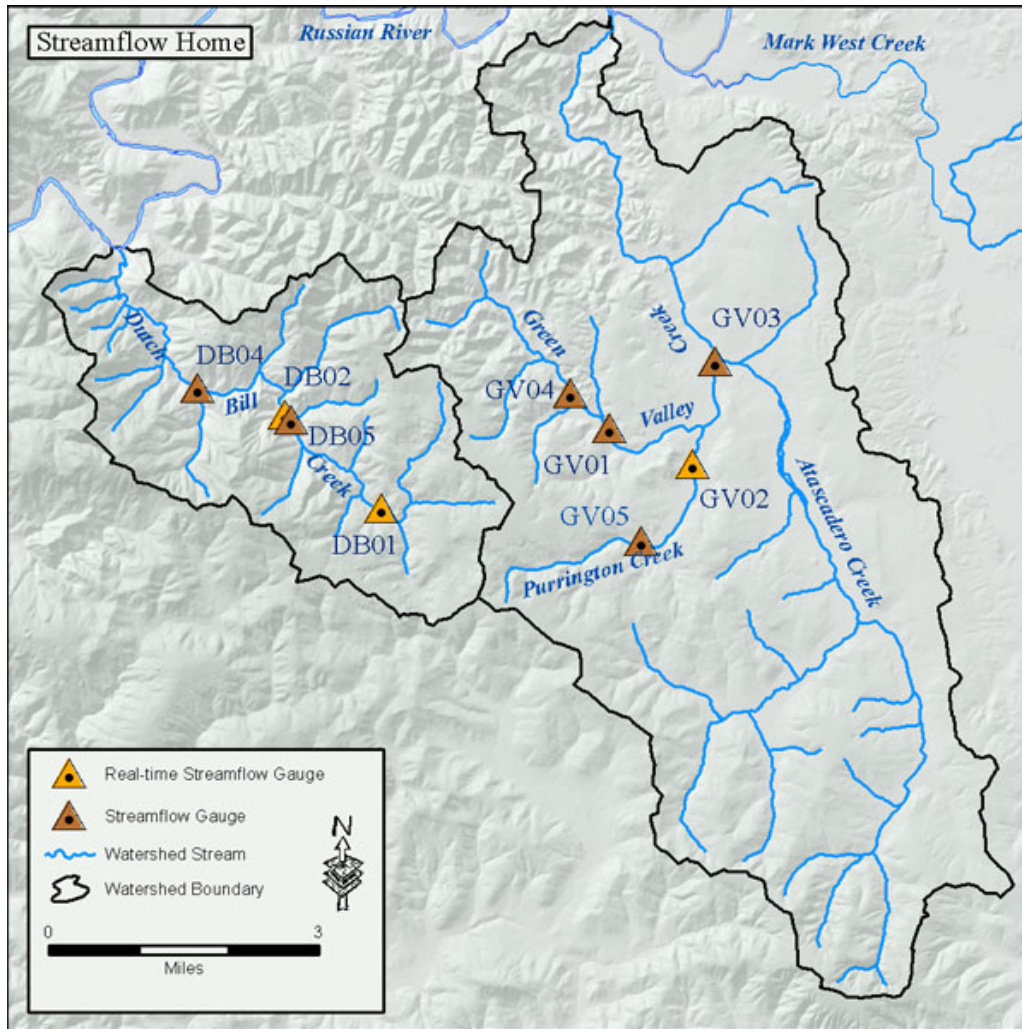 Streamflow Home
Russian River
Mark West Creek
Dutch
Bill
Creek
DB04
DB02
DB05
DB01
Green
Valley
Creek
GV03
GV04
GV01
GV02
GV05
Purrington Creek
Atascadero Creek
Real-time Streamflow Gauge
Streamflow Gauge
Watershed Stream
Watershed Boundary
N
0 3
Miles